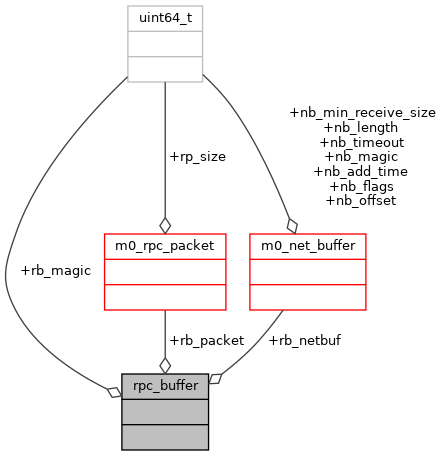 uint64_t
+nb_min_receive_size
+nb_length
+nb_timeout
+nb_magic
+nb_add_time
+nb_flags
+nb_offset
+rp_size
m0_rpc_packet
m0_net_buffer
+rb_magic
+rb_packet
+rb_netbuf
rpc_buffer